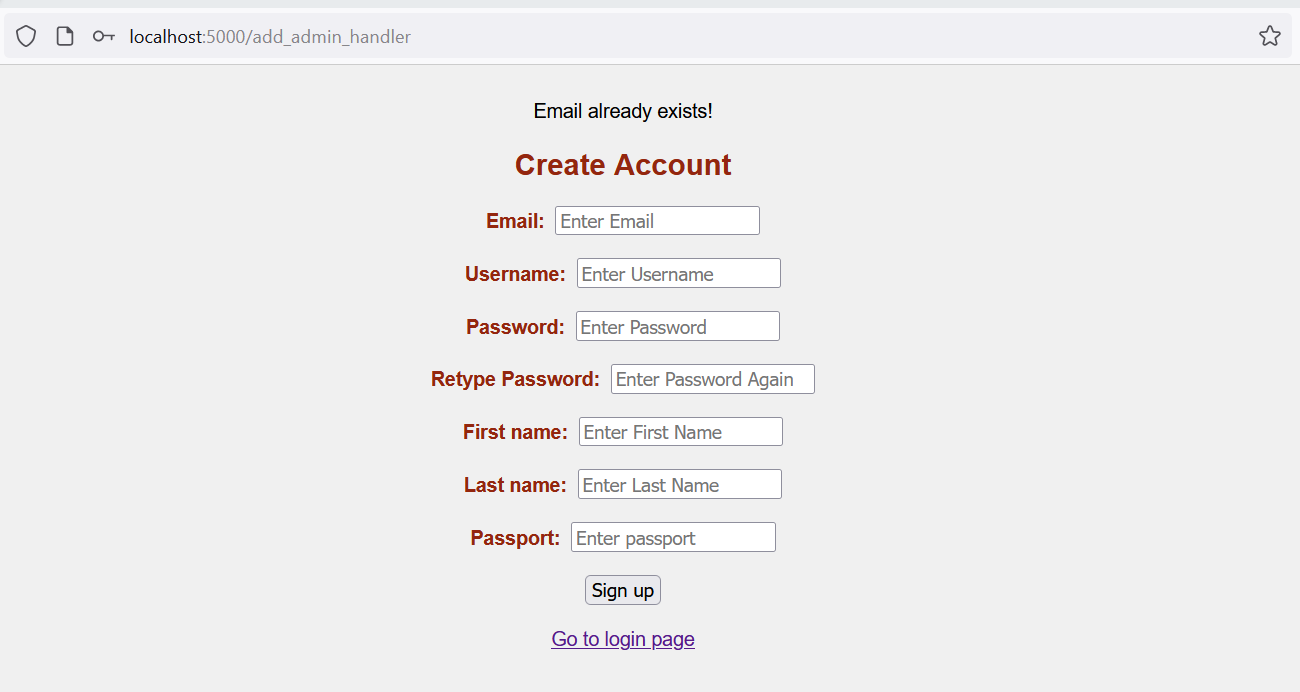 localhost:5000/add_admin_handler
Email already exists!
Create Account
Email: Enter Email
Username: Enter Username
Password: Enter Password
Retype Password: Enter Password Again
First name: Enter First Name
Last name: Enter Last Name
Passport: Enter passport
Sign up
Go to login page